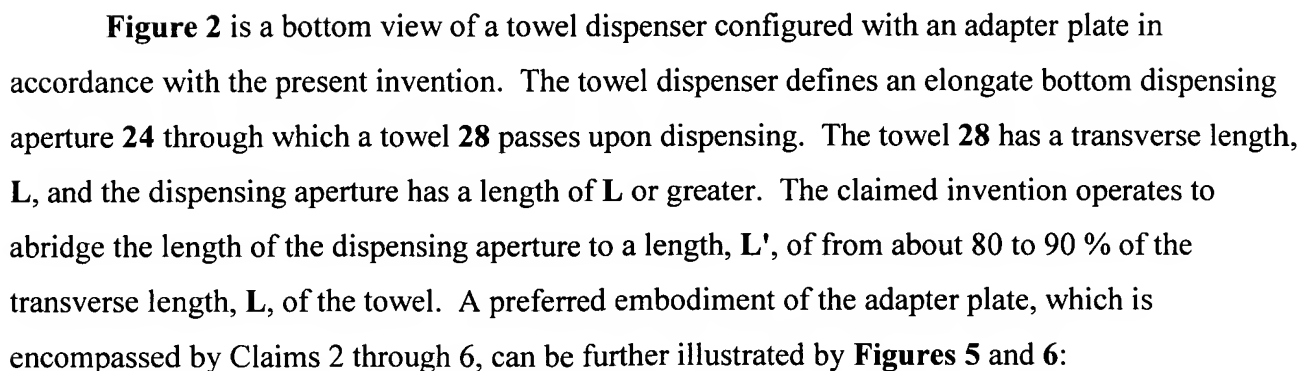 Figure 2 is a bottom view of a towel dispenser configured with an adapter plate in
accordance with the present invention. The towel dispenser defines an elongate bottom dispensing
aperture 24 through which a towel 28 passes upon dispensing. The towel 28 has a transverse length,
L, and the dispensing aperture has a length of L or greater. The claimed invention operates to
abridge the length of the dispensing aperture to a length, L', of from about 80 to 90 % of the
transverse length, L, of the towel. A preferred embodiment of the adapter plate, which is
encompassed by Claims 2 through 6, can be further illustrated by Figures 5 and 6: